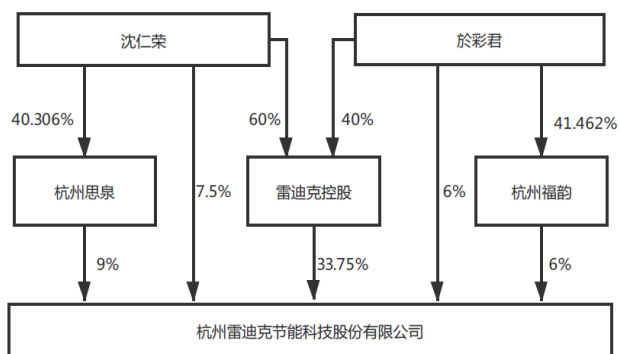 沈仁荣
於彩君
40.306%
60%
40%
41.462%
杭州思泉
7.5%
雷迪克控股
6%
杭州福韵
9%
33.75%
6%
杭州雷迪克节能科技股份有限公司